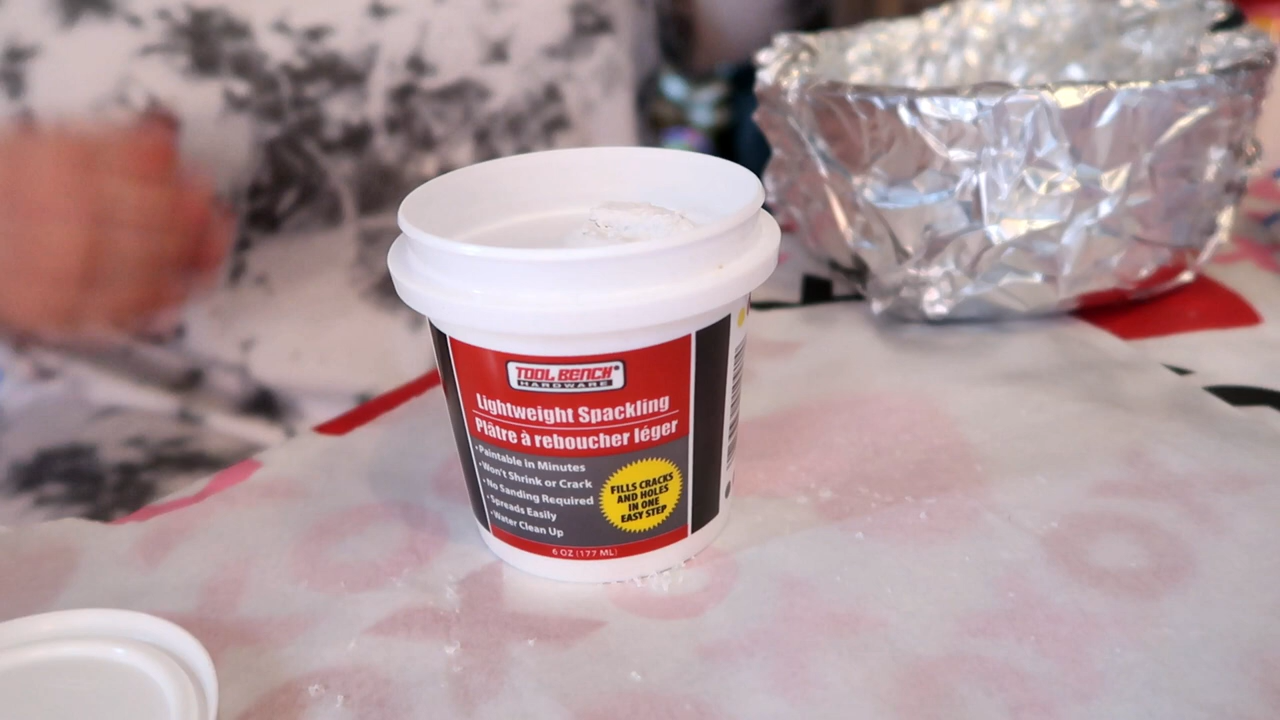 TOOL BENCH®
HARDWARE
Lightweight Spackling
Plâtre à reboucher léger
•Paintable in Minutes
•Won't Shrink or Crack
•No Sanding Required
•Spreads Easily
•Water Clean Up
FILLS CRACKS
AND HOLES
IN ONE
EASY STEP
6 OZ (177 ML)